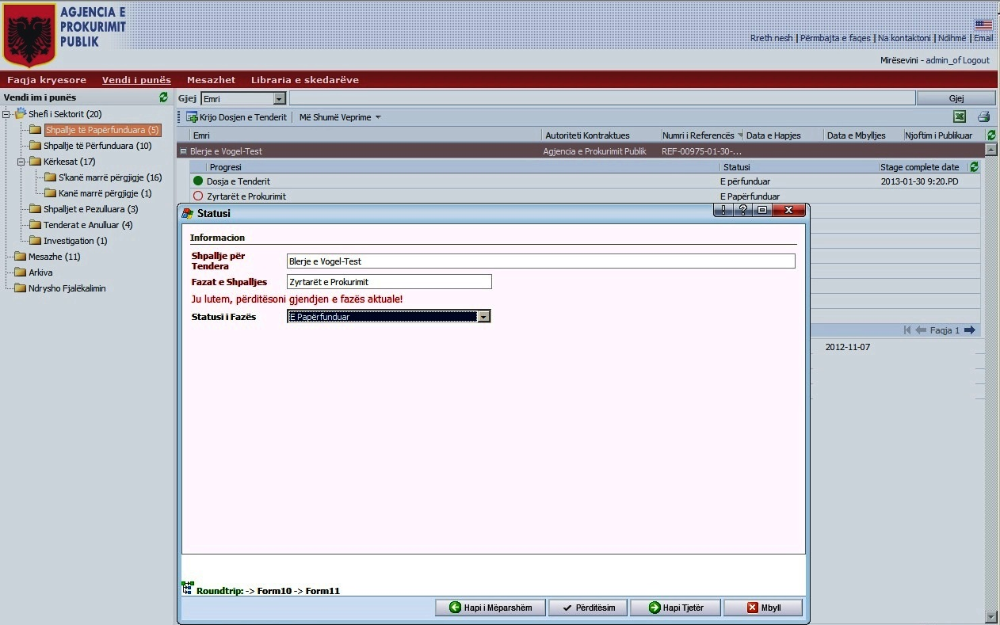 AGJENCIA E
PROKURIMIT
PUBLIK
Rreth nesh | Përmbajta e faqes | Na kontaktoni | Ndihmë | Email
Mirësevini - admin_of Logout
Faqja kryesore Vendi i punës Mesazhet Libraria e skedarëve
Vendi im i punës
Shefi i Sektorit (20)
Shpallje të Papërfunduara (5)
Shpallje të Përfunduara (10)
Kërkesat (17)
S'kanë marrë përgjigje (16)
Kanë marrë përgjigje (1)
Shpalljet e Pezulluara (3)
Tenderat e Anulluar (4)
Investigation (1)
Mesazhe (11)
Arkiva
Ndrysho Fjalëkalimin
Gjej Emri Gjej
Krijo Dosjen e Tenderit | Më Shumë Veprime
Emri Autoriteti Kontraktues Numri i Referencës Data e Hapjes Data e Mbylljes Njoftim i Publikuar
Blerje e Vogel-Test Agjencia e Prokurimit Publik REF-00975-01-30-...
Progresi Statusi Stage complete date
Dosja e Tenderit E përfunduar 2013-01-30 9:20.PD
Zyrtarët e Prokurimit E Papërfunduar
Statusi
Informacion
Shpallje për
Tendera
Blerje e Vogel-Test
Fazat e Shpalljes Zyrtarët e Prokurimit
Ju lutem, përditësoni gjendjen e fazës aktuale!
Statusi i Fazës E Papërfunduar
Faqja 1
2012-11-07
Roundtrip: -> Form10 -> Form11
Hapi i Mëparshëm Përditësim Hapi Tjetër Mbyll